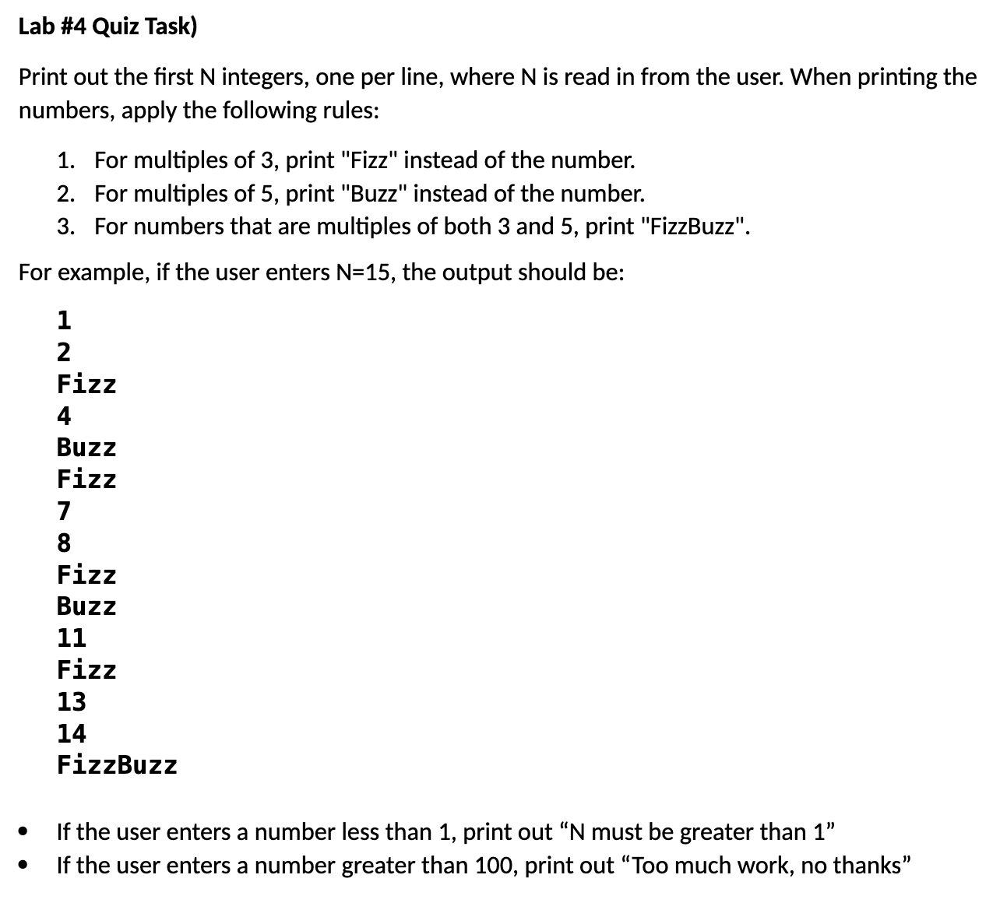 Lab #4 Quiz Task)
Print out the first N integers, one per line, where N is read in from the user. When printing the
numbers, apply the following rules:
1. For multiples of 3, print "Fizz" instead of the number.
2. For multiples of 5, print "Buzz" instead of the number.
3. For numbers that are multiples of both 3 and 5, print "FizzBuzz".
For example, if the user enters N=15, the output should be:
1
2
Fizz
4
Buzz
Fizz
7
8
Fizz
Buzz
11
Fizz
13
14
FizzBuzz
• If the user enters a number less than 1, print out “N must be greater than 1”
• If the user enters a number greater than 100, print out “Too much work, no thanks”